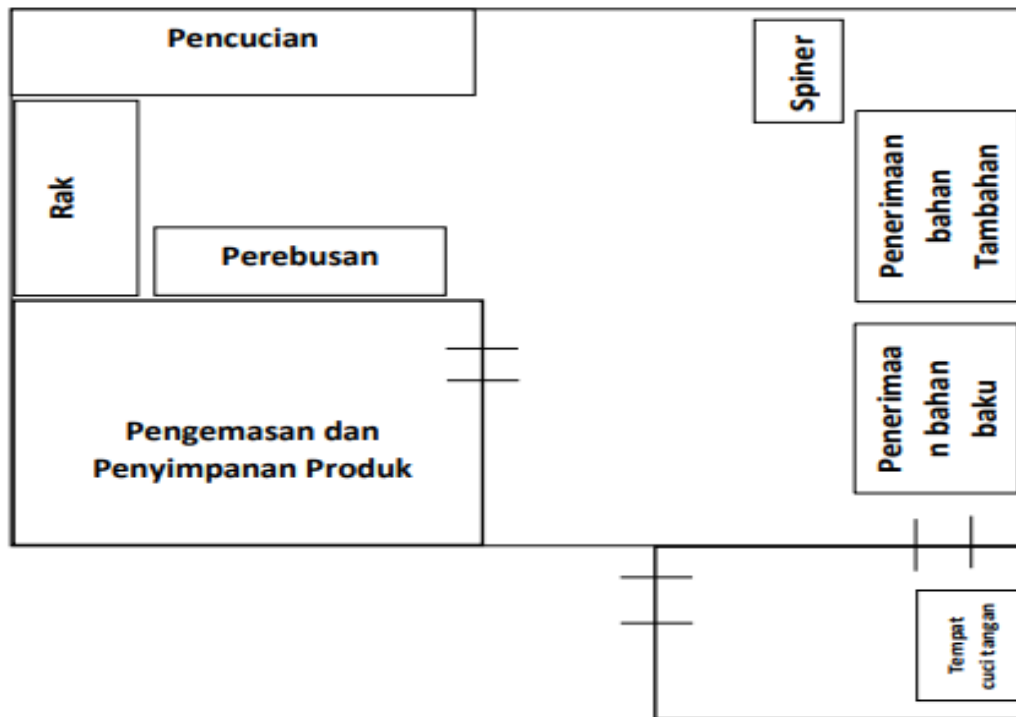 Pencucian
Spiner
Rak
Penerimaan
bahan
Tambahan
Perebusan
Penerimaa
n bahan
baku
Pengemasan dan
Penyimpanan Produk
Tempat
cuci tangan